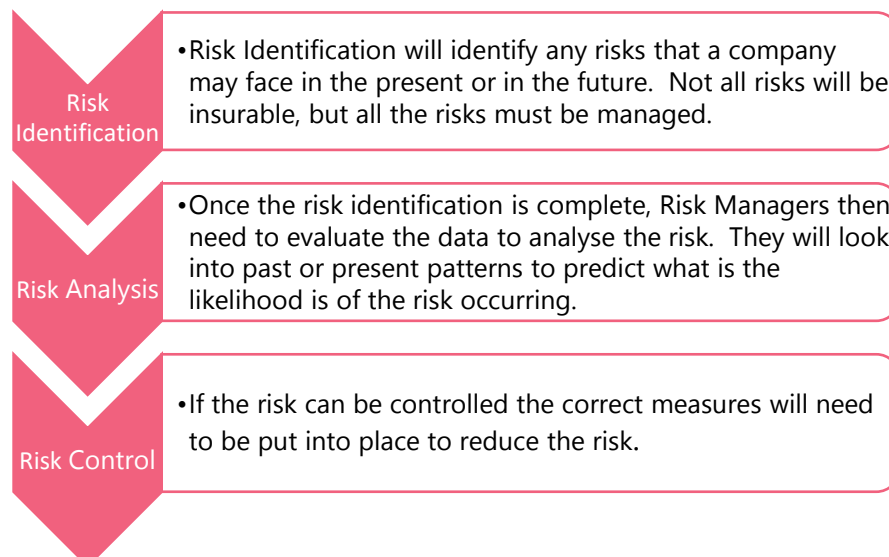 Risk
Identification
•Risk Identification will identify any risks that a company
may face in the present or in the future.  Not all risks will be
insurable, but all the risks must be managed.
Risk Analysis
•Once the risk identification is complete, Risk Managers then
need to evaluate the data to analyse the risk.  They will look
into past or present patterns to predict what is the
likelihood is of the risk occurring.
Risk Control
•If the risk can be controlled the correct measures will need
to be put into place to reduce the risk.